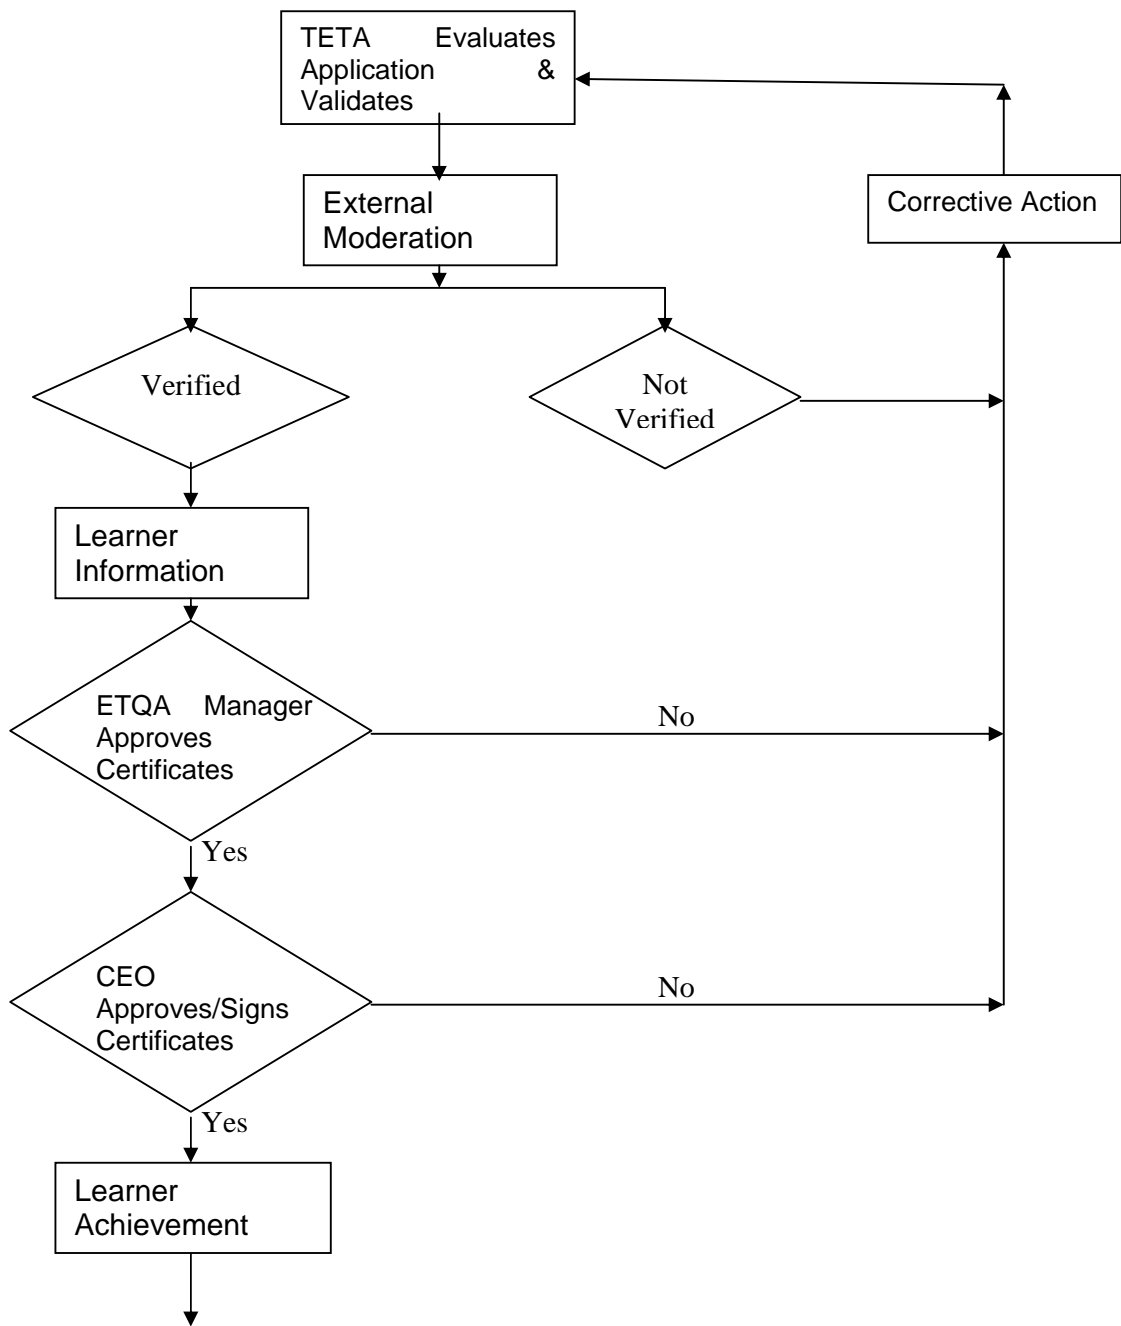 TETA Evaluates
Application &
Validates
External
Moderation
Corrective Action
Verified
Not
Verified
Learner
Information
ETQA Manager
Approves
Certificates
No
Yes
CEO
Approves/Signs
Certificates
No
Yes
Learner
Achievement